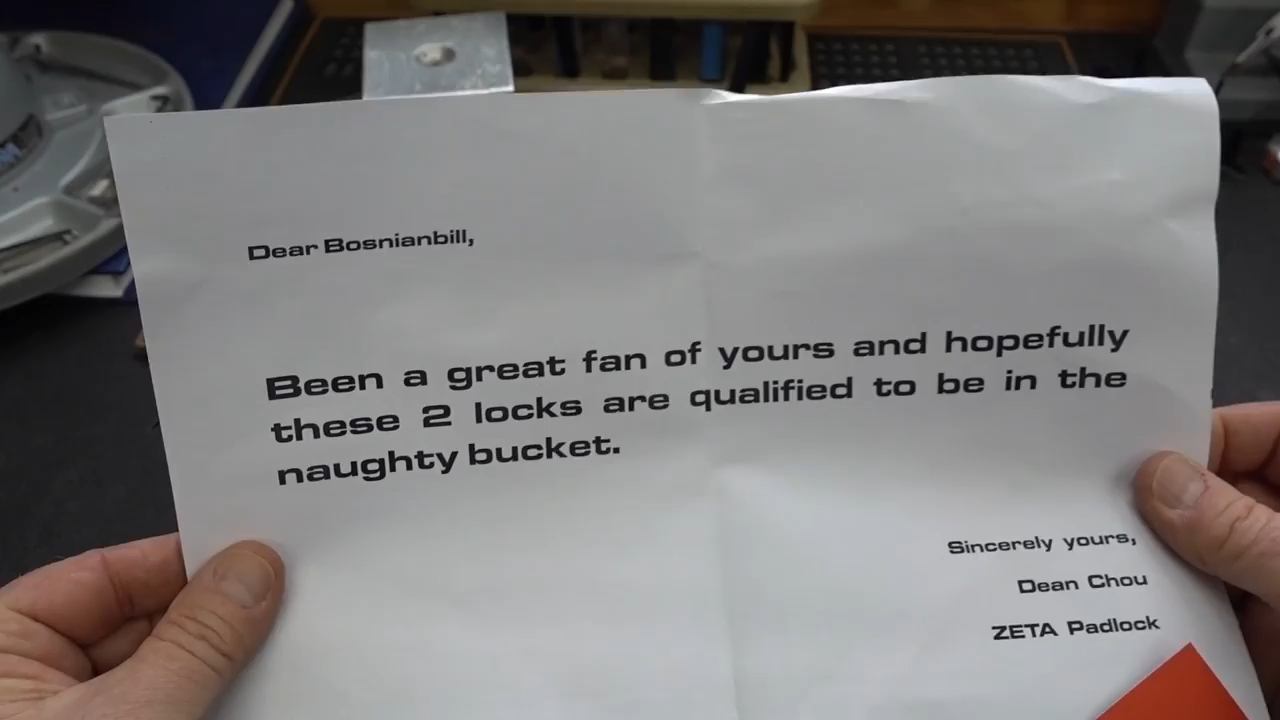 Dear Bosnianbill,
Been a great fan of yours and hopefully
these 2 locks are qualified to be in the
naughty bucket.
Sincerely yours,
Dean Chou
ZETA Padlock